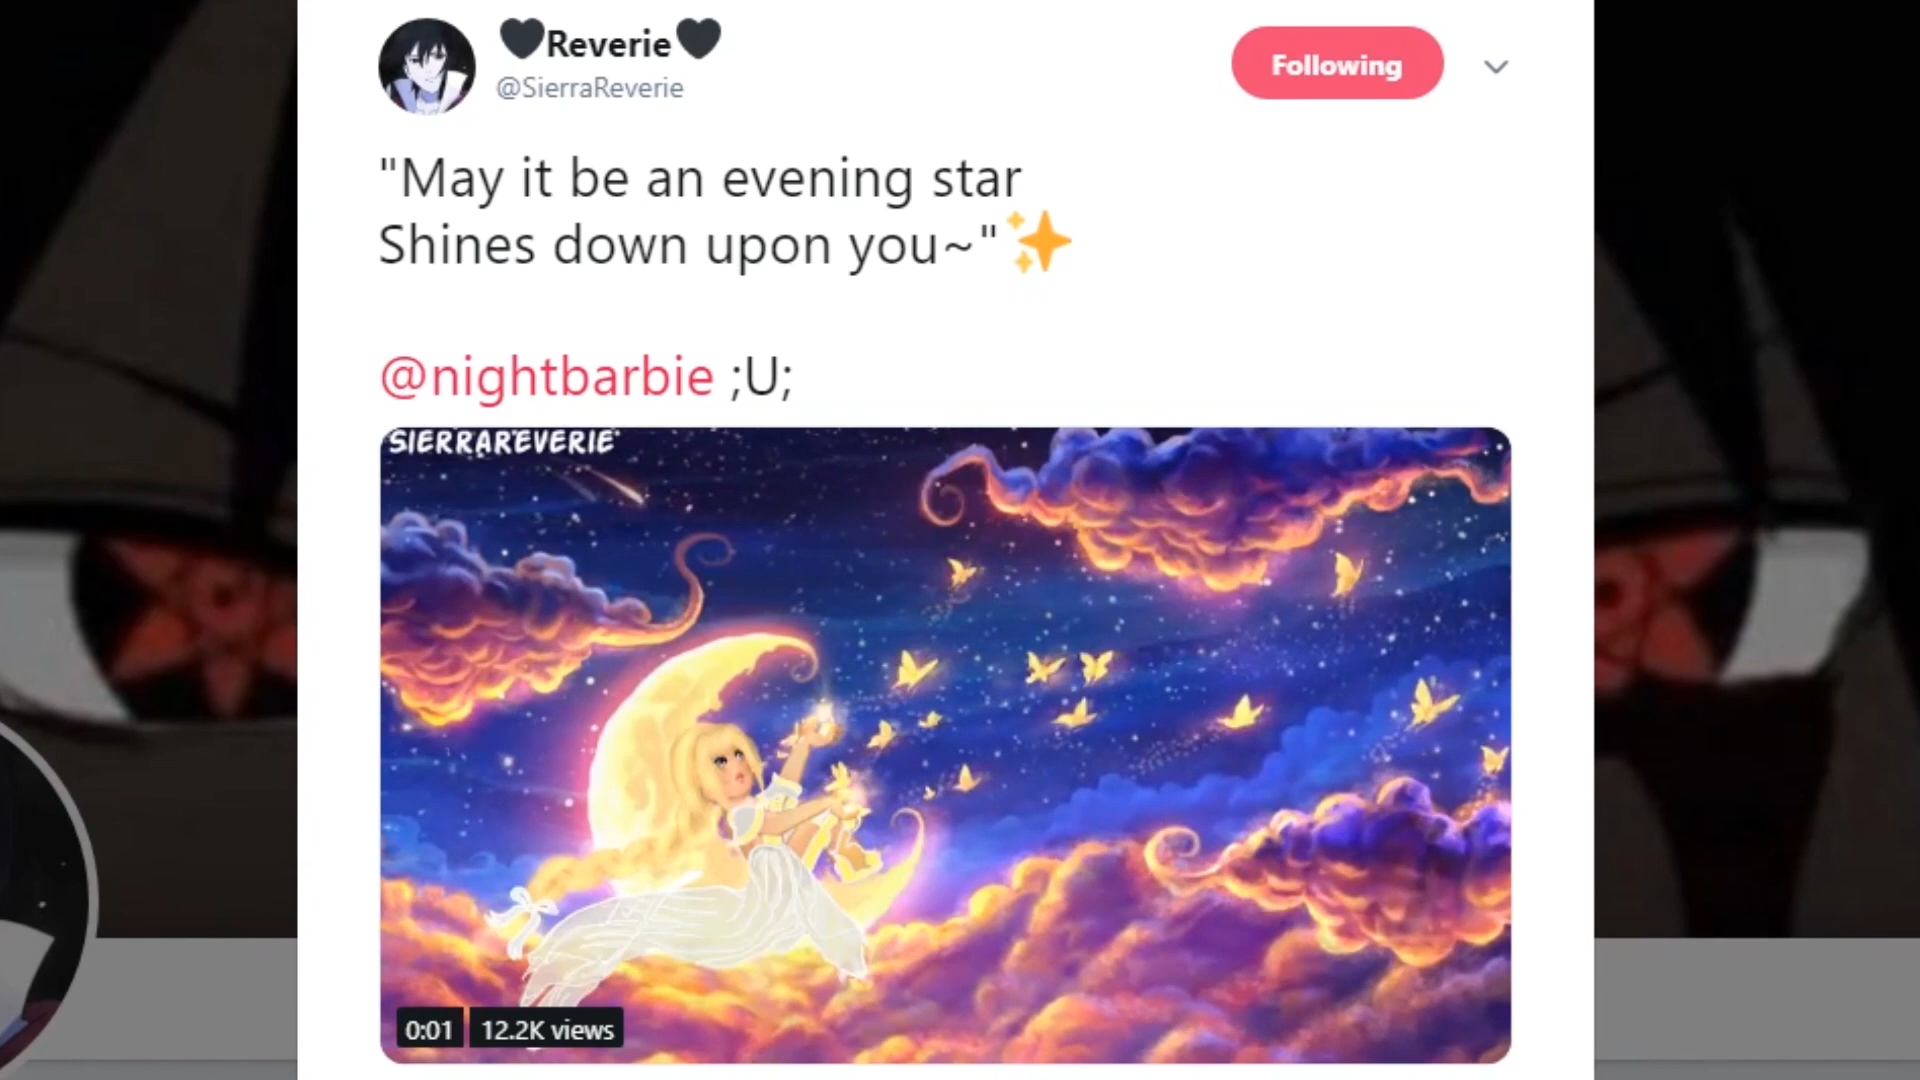 🖤Reverie🖤
@SierraReverie
Following
"May it be an evening star
Shines down upon you~"✨
@nightbarbie ;U;
SIERRAREVERIE
0:01 12.2K views